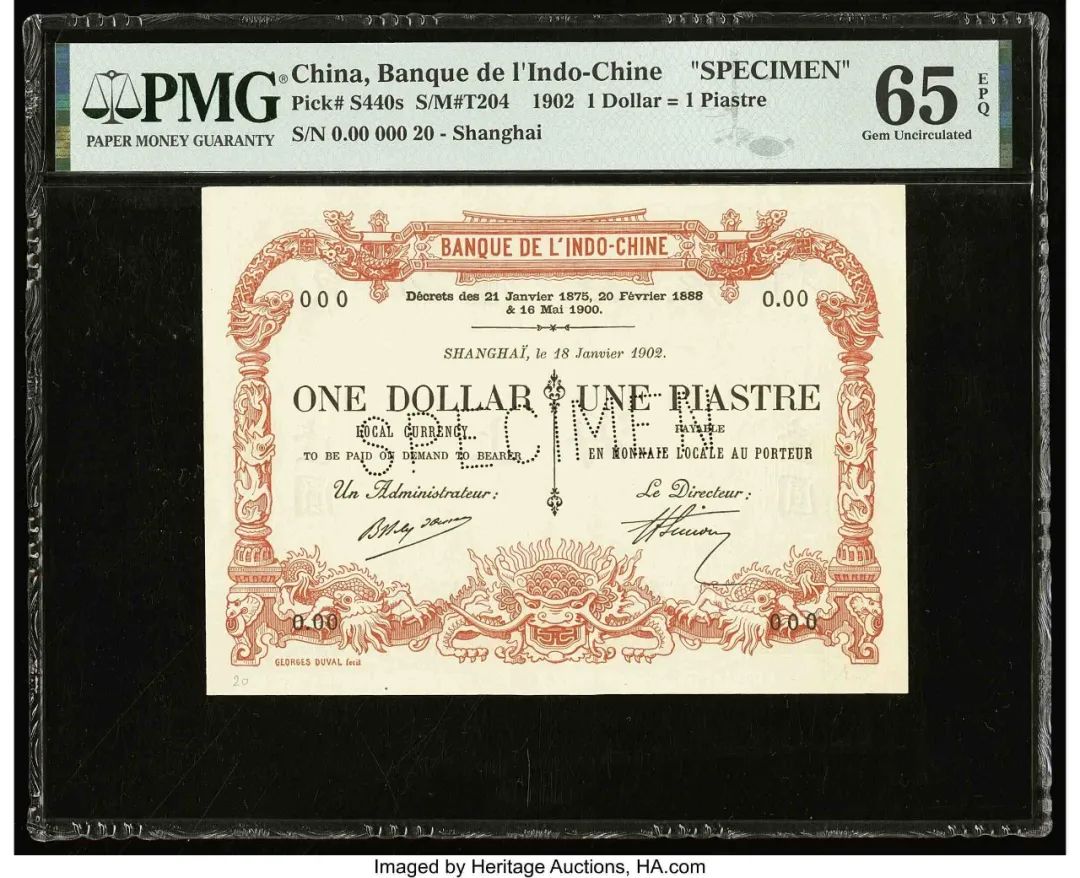 PMG®
PAPER MONEY GUARANTY
China, Banque de l'Indo-Chine "SPECIMEN"
Pick# S440s S/M#T204 1902 1 Dollar = 1 Piastre
S/N 0.00 000 20 - Shanghai
65
EPQ
Gem Uncirculated
BANQUE DE L'INDO-CHINE
000
0.00
Décrets des 21 Janvier 1875, 20 Février 1888
& 16 Mai 1900.
SHANGHAÏ, le 18 Janvier 1902.
ONE DOLLAR UNE PIASTRE
SPECIMEN
LOCAL CURRENCY PAYABLE
TO BE PAID ON DEMAND TO BEARER EN MONNAIE LOCALE AU PORTEUR
Un Administrateur: Le Directeur:
0.00
000
GEORGES DUVAL fecit
20
Imaged by Heritage Auctions, HA.com